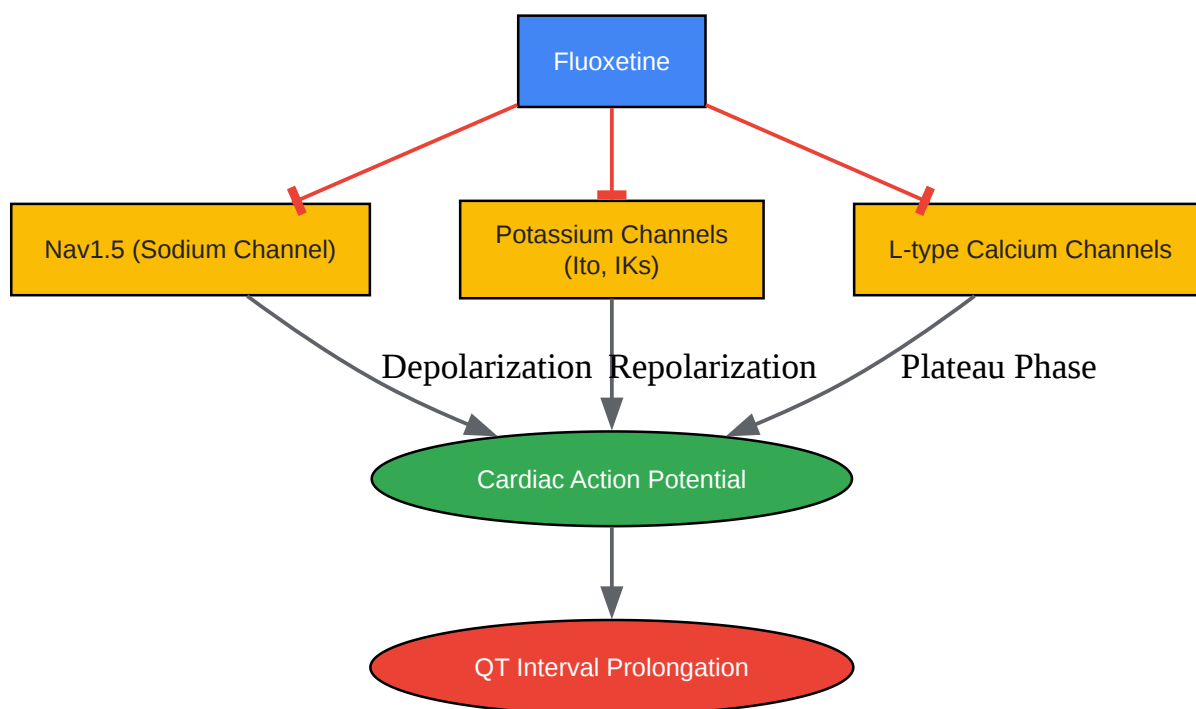 Fluoxetine
Nav1.5 (Sodium Channel)
Potassium Channels
(Ito, IKs)
L-type Calcium Channels
Depolarization
Repolarization
Plateau Phase
Cardiac Action Potential
QT Interval Prolongation